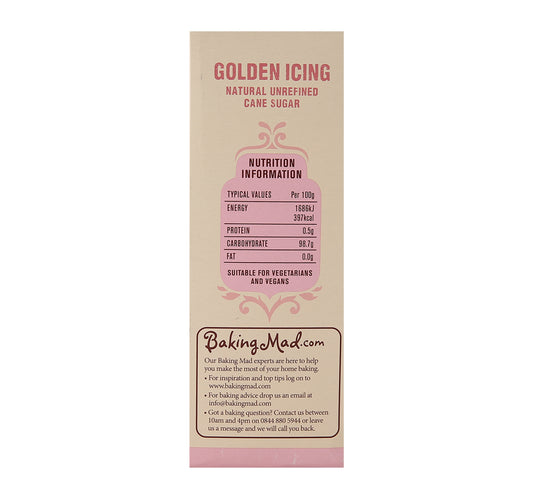 GOLDEN ICING
NATURAL UNREFINED
CANE SUGAR
NUTRITION
INFORMATION
TYPICAL VALUES Per 100g
ENERGY 1686kJ
397kcal
PROTEIN 0.5g
CARBOHYDRATE 98.7g
FAT 0.0g
SUITABLE FOR VEGETARIANS
AND VEGANS
BakingMad.com
Our Baking Mad experts are here to help
you make the most of your home baking.
• For inspiration and top tips log on to
www.bakingmad.com
• For baking advice drop us an email at
info@bakingmad.com
• Got a baking question? Contact us between
10am and 4pm on 0844 880 5944 or leave
us a message and we will call you back.